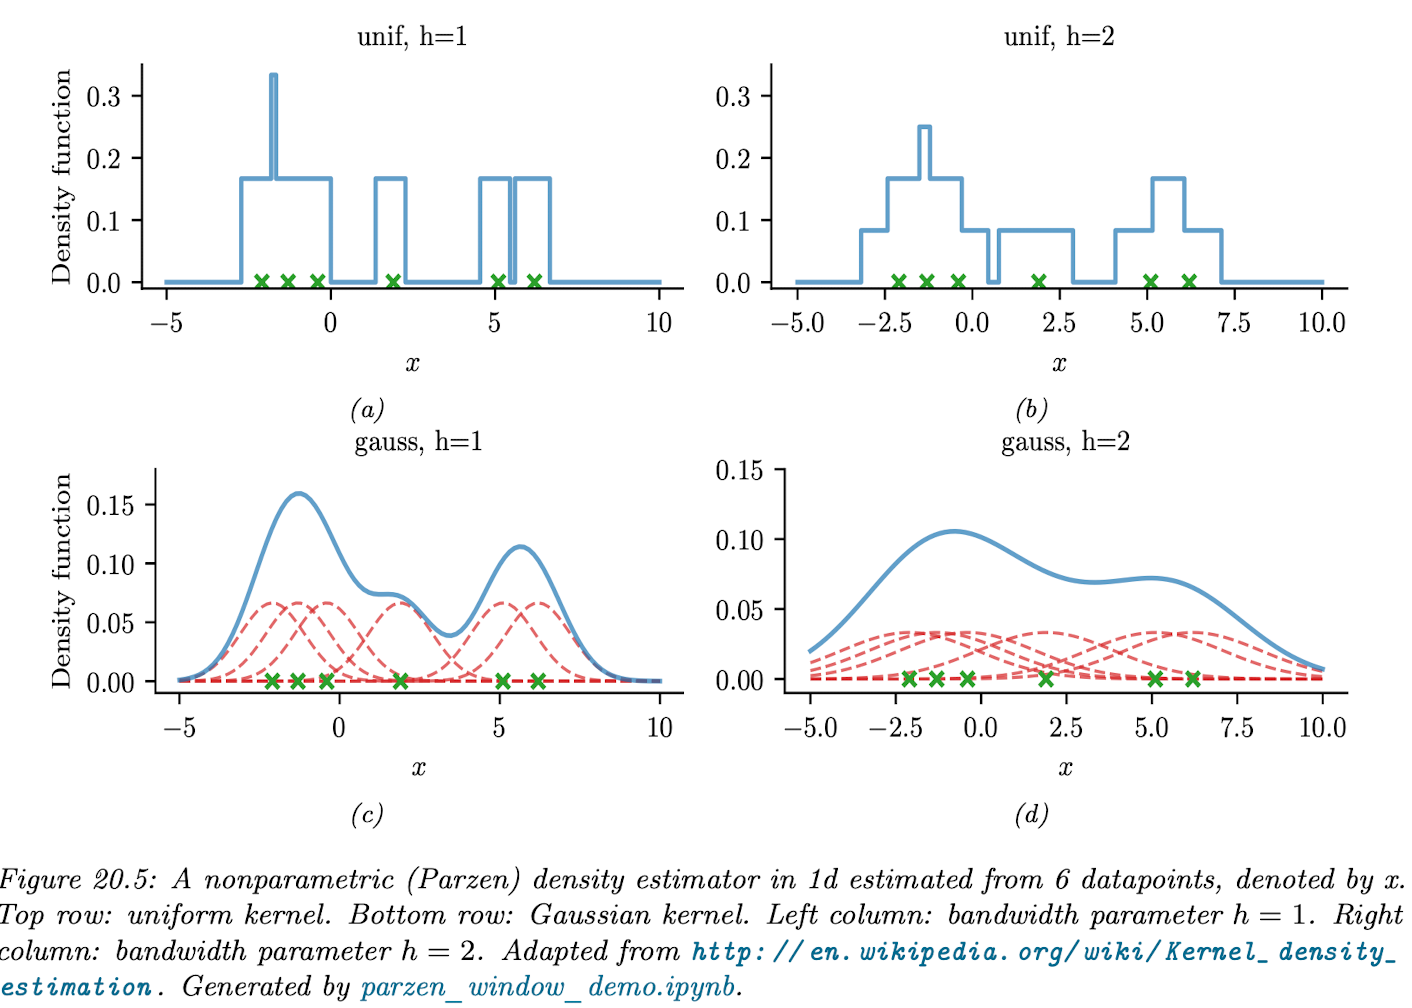 unif, h=1
Density function
0.3
0.2
0.1
0.0
−5 0 5 10
x
(a)
unif, h=2
0.3
0.2
0.1
0.0
−5.0 −2.5 0.0 2.5 5.0 7.5 10.0
x
(b)
gauss, h=1
Density function
0.15
0.10
0.05
0.00
−5 0 5 10
x
(c)
gauss, h=2
0.15
0.10
0.05
0.00
−5.0 −2.5 0.0 2.5 5.0 7.5 10.0
x
(d)
Figure 20.5: A nonparametric (Parzen) density estimator in 1d estimated from 6 datapoints, denoted by x.
Top row: uniform kernel. Bottom row: Gaussian kernel. Left column: bandwidth parameter h = 1. Right
column: bandwidth parameter h = 2. Adapted from http://en.wikipedia.org/wiki/Kernel_density_
estimation. Generated by parzen_window_demo.ipynb.